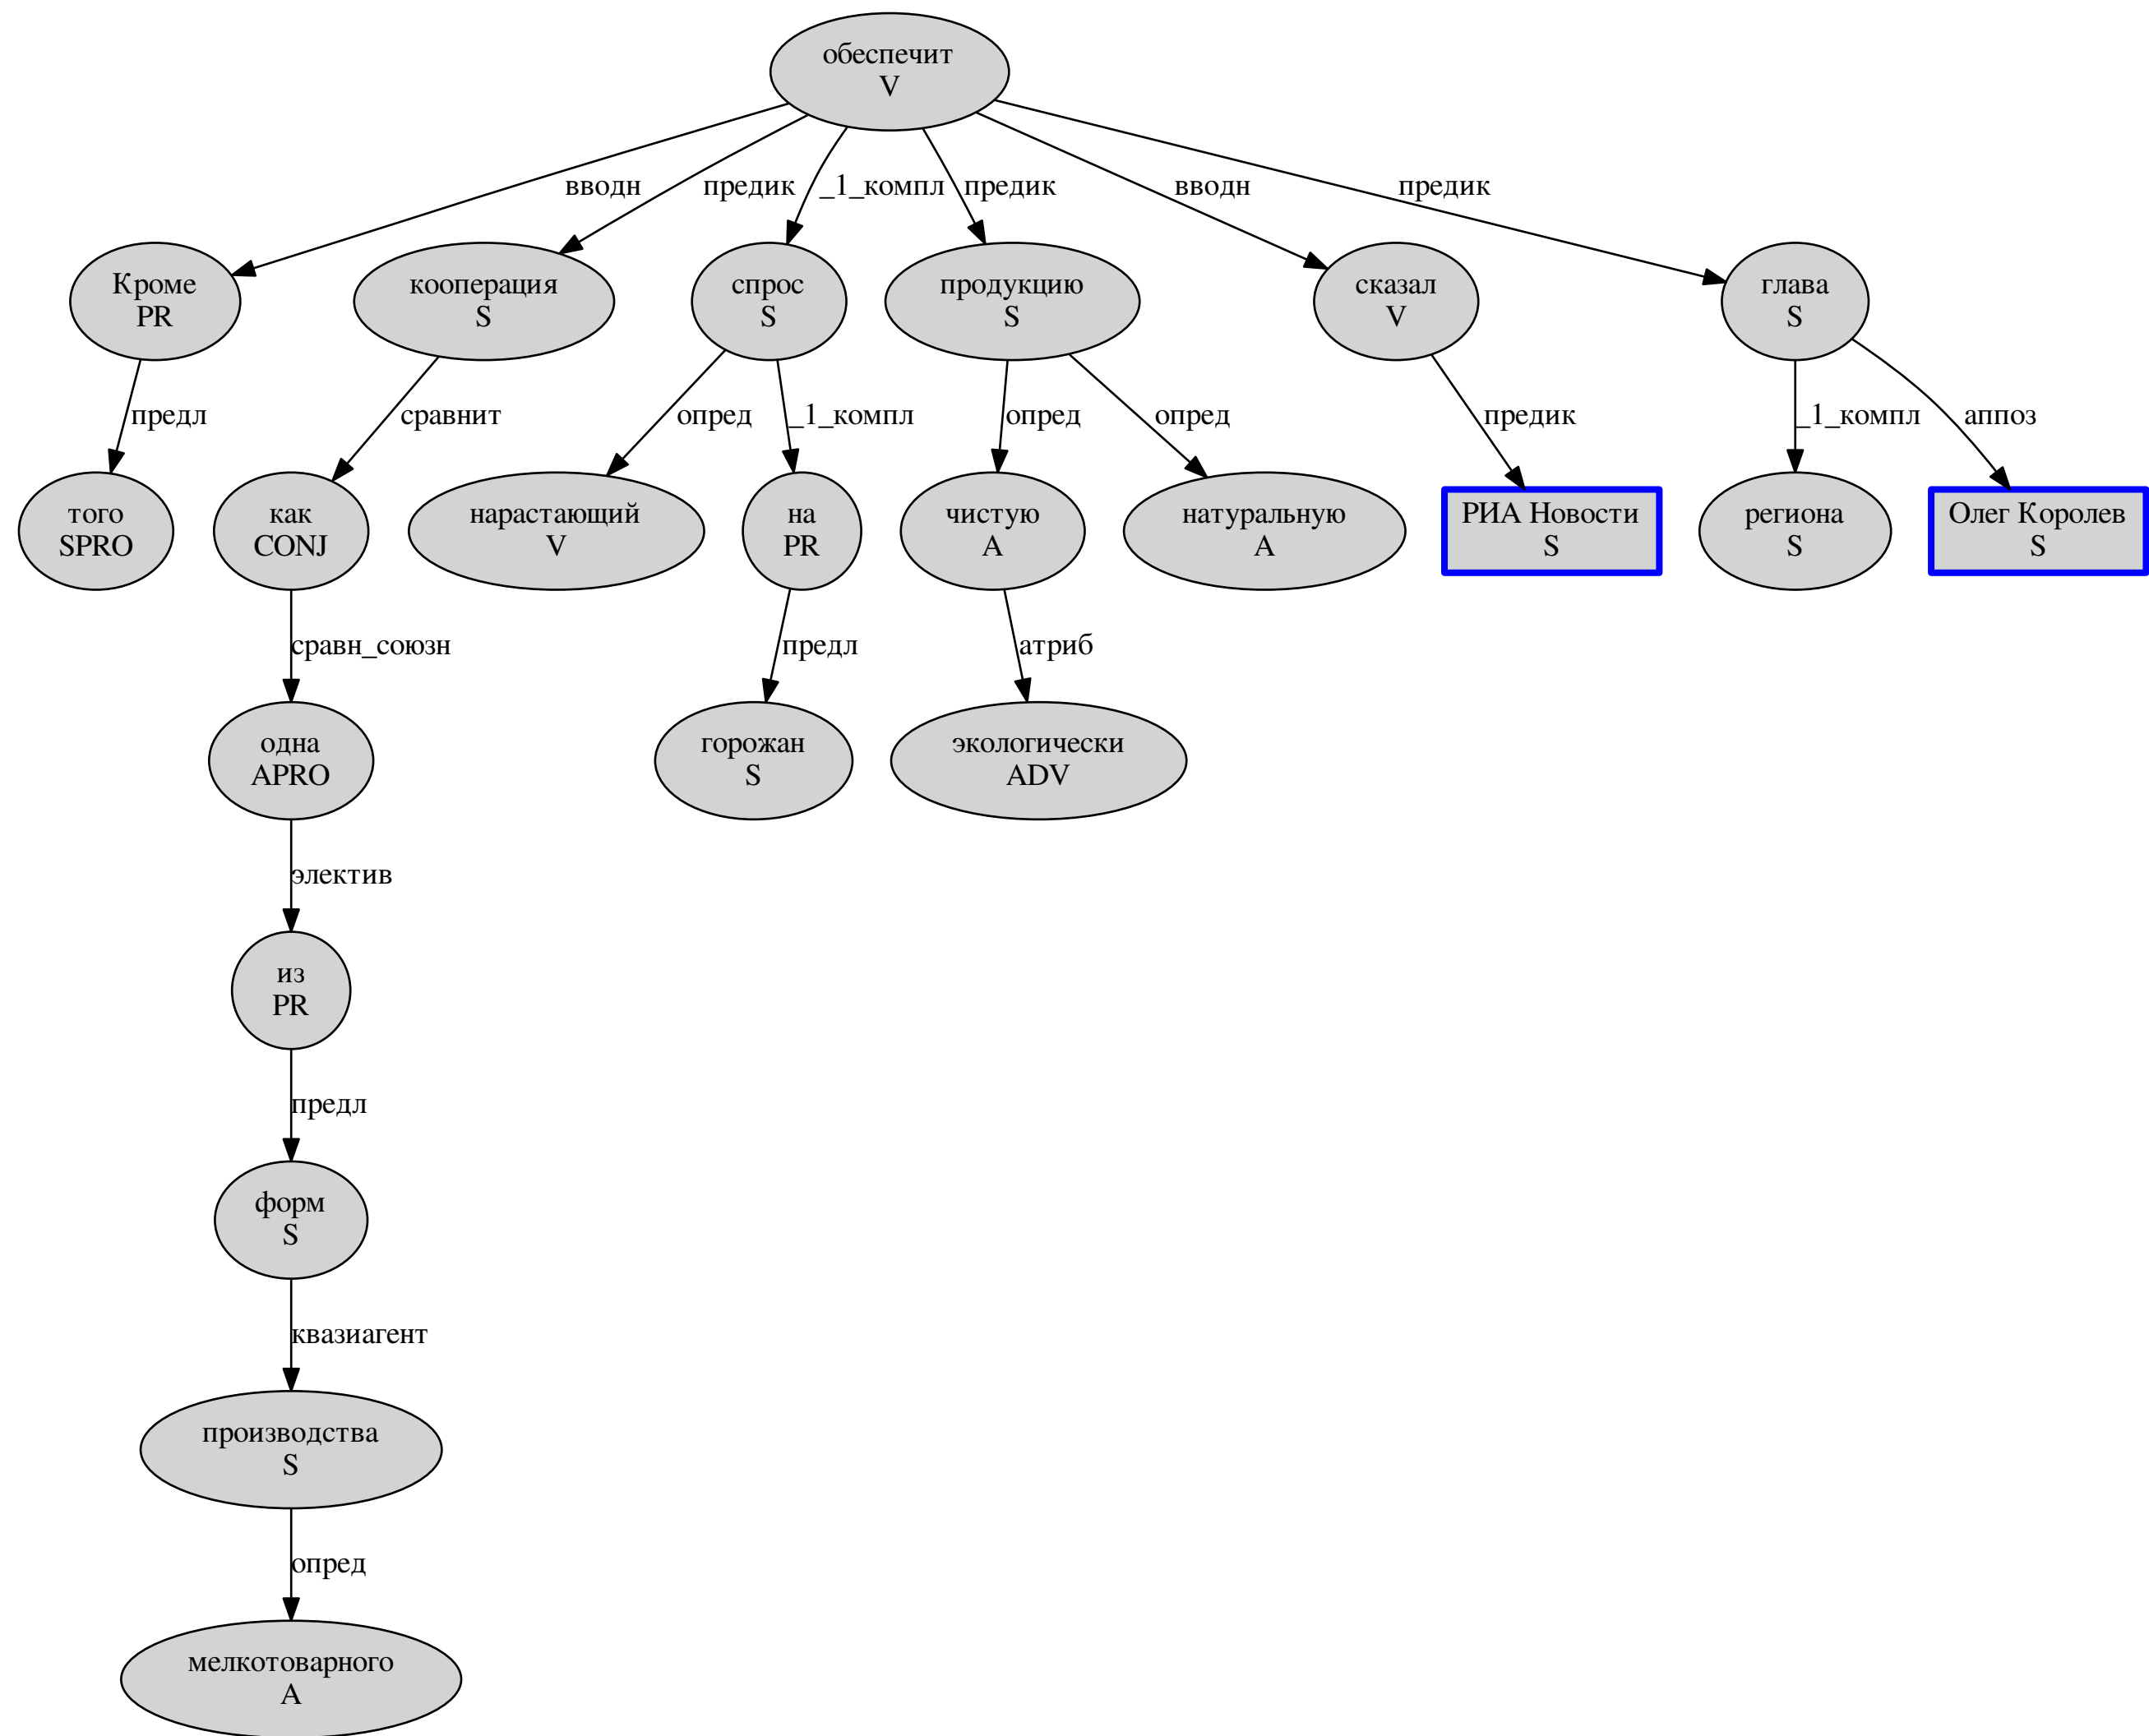 обеспечит
V
вводн
предик
_1_компл
предик
вводн
предик
Кроме
PR
кооперация
S
спрос
S
продукцию
S
сказал
V
глава
S
предл
сравнит
опред
_1_компл
опред
опред
предик
_1_компл
аппоз
того
SPRO
как
CONJ
нарастающий
V
на
PR
чистую
A
натуральную
A
РИА Новости
S
региона
S
Олег Королев
S
сравн_союзн
предл
атриб
одна
APRO
горожан
S
экологически
ADV
электив
из
PR
предл
форм
S
квазиагент
производства
S
опред
мелкотоварного
A